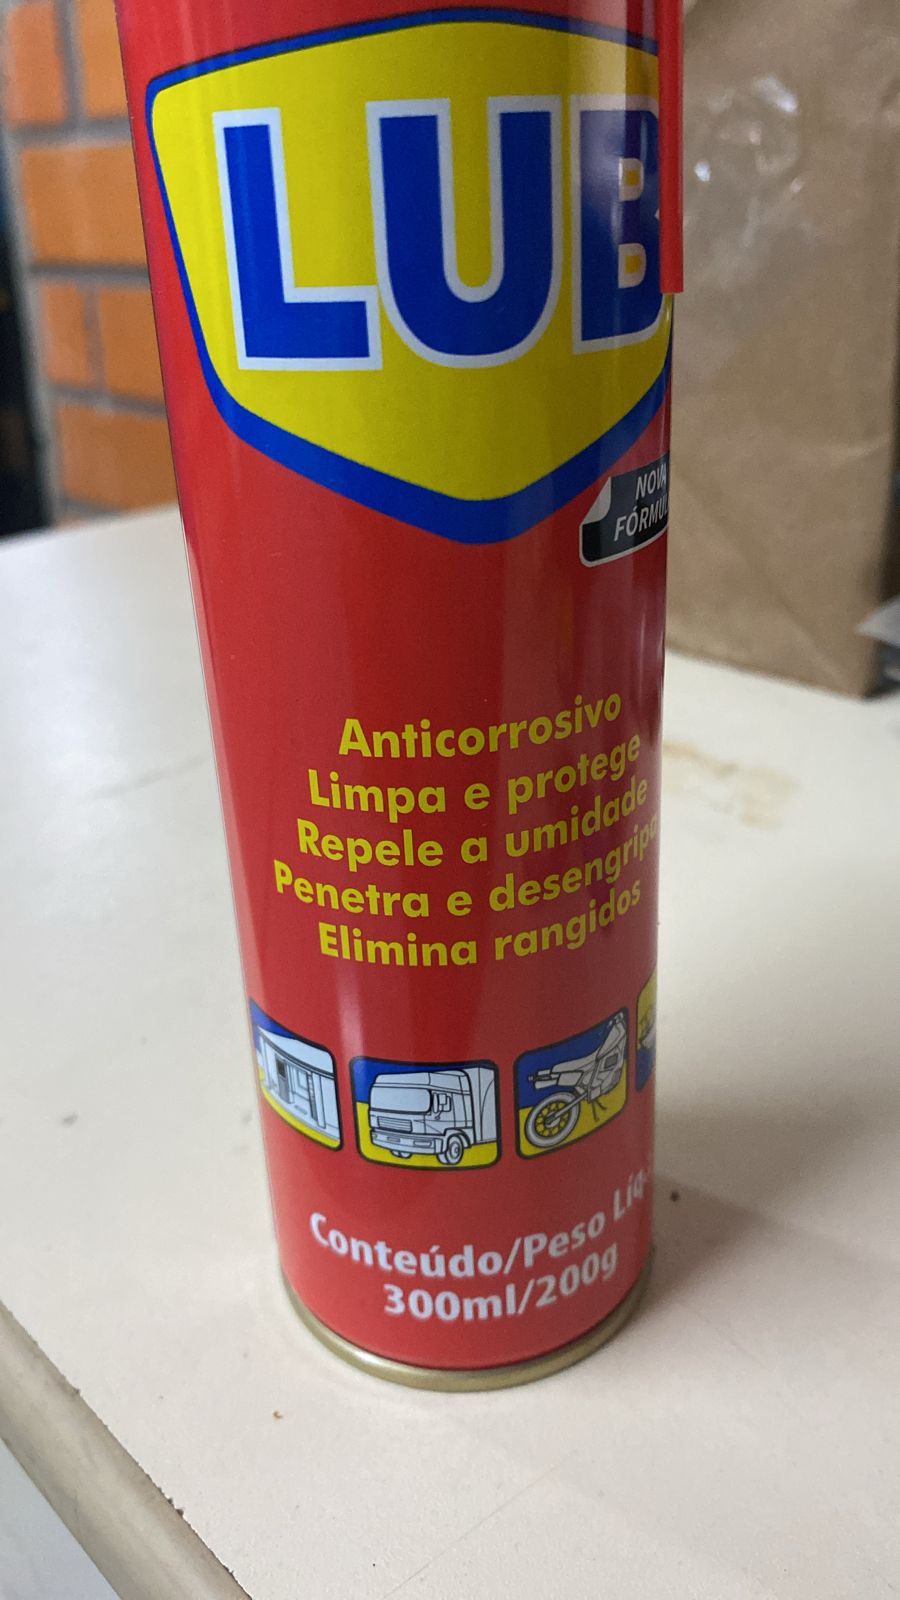 LUB
NOVA
FÓRMUL
Anticorrosivo
Limpa e protege
Repele a umidade
Penetra e desengripa
Elimina rangidos
Conteúdo/Peso Líq
300ml/200g